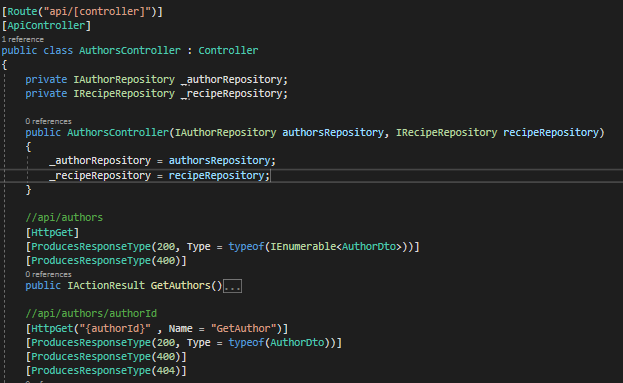 [Route("api/[controller]")]
[ApiController]
1 reference
public class AuthorsController : Controller
{
private IAuthorRepository _authorRepository;
private IRecipeRepository _recipeRepository;
0 references
public AuthorsController(IAuthorRepository authorsRepository, IRecipeRepository recipeRepository)
{
_authorRepository = authorsRepository;
_recipeRepository = recipeRepository;
}
//api/authors
[HttpGet]
[ProducesResponseType(200, Type = typeof(IEnumerable<AuthorDto>))]
[ProducesResponseType(400)]
0 references
public IActionResult GetAuthors()...
//api/authors/authorId
[HttpGet("{authorId}" , Name = "GetAuthor")]
[ProducesResponseType(200, Type = typeof(AuthorDto))]
[ProducesResponseType(400)]
[ProducesResponseType(404)]